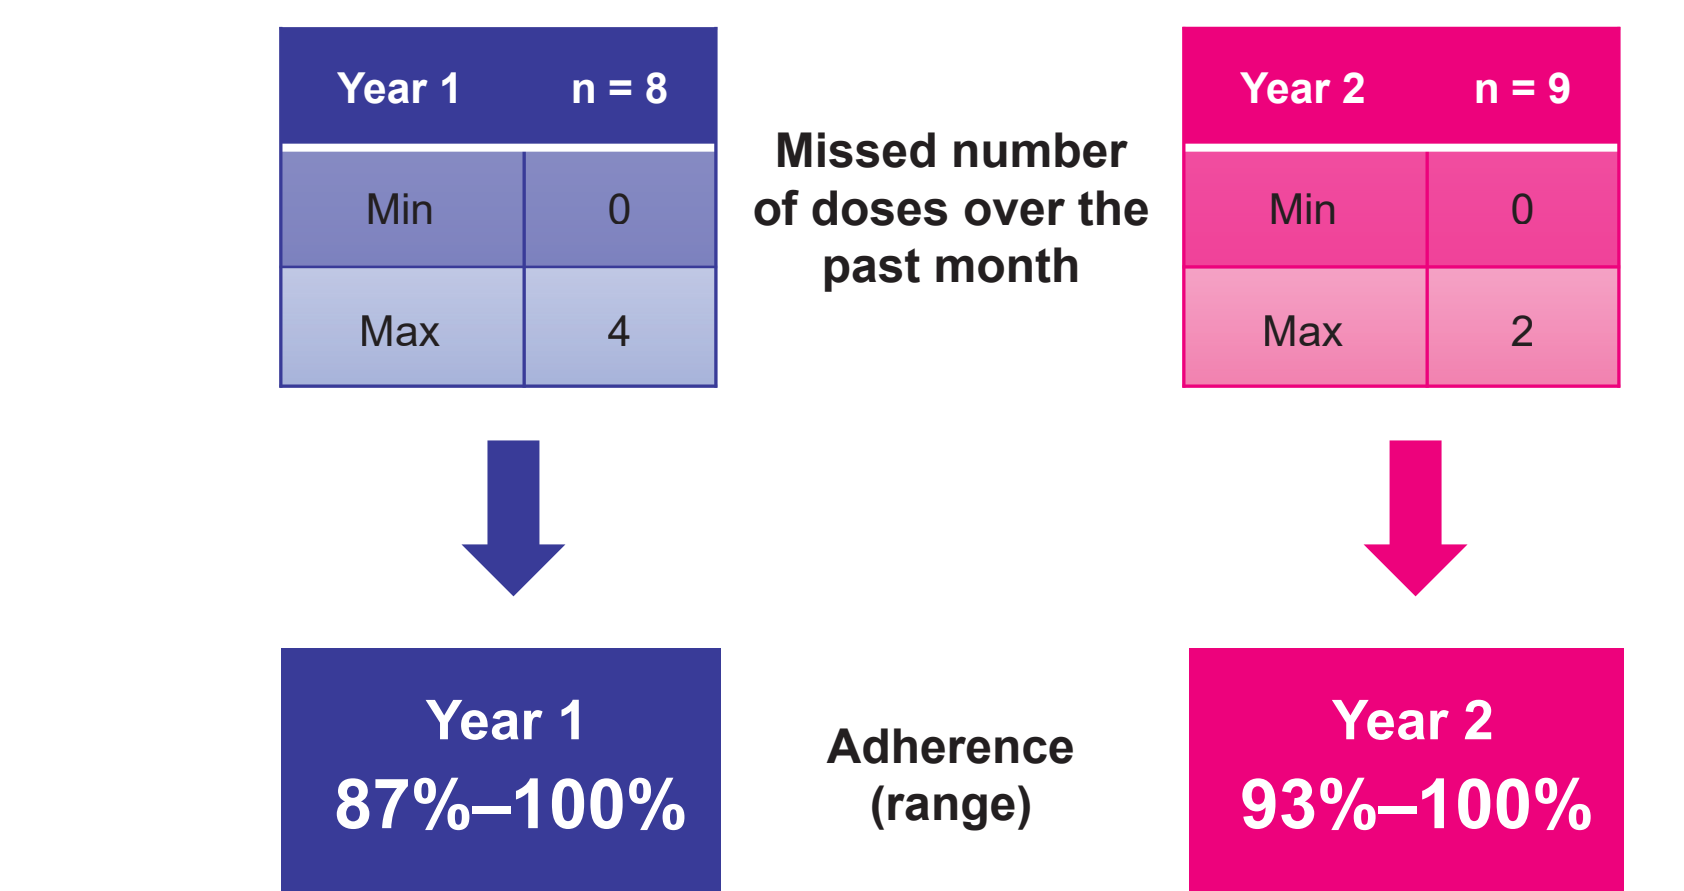 Year 1 n = 8
Min 0
Max 4
Missed number
of doses over the
past month
Year 2 n = 9
Min 0
Max 2
Year 1
87%–100%
Adherence
(range)
Year 2
93%–100%